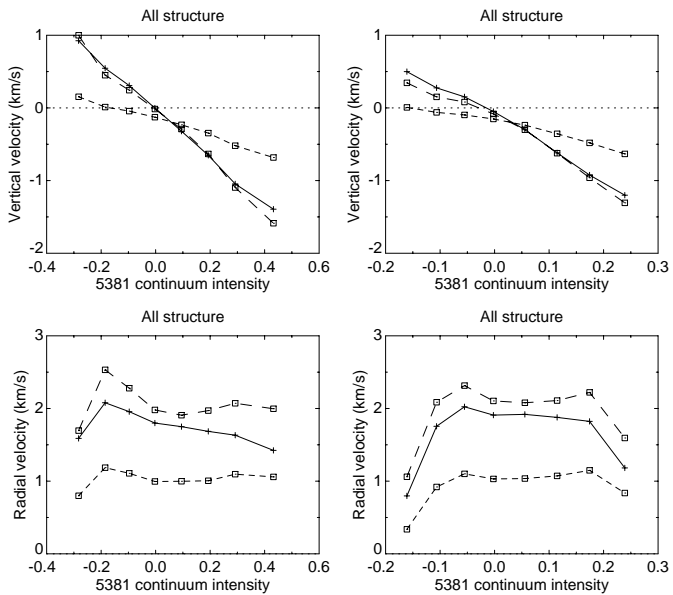 All structure
All structure
1
0
-1
-2
Vertical velocity (km/s)
-0.4 -0.2 0.0 0.2 0.4 0.6
5381 continuum intensity
1
0
-1
-2
Vertical velocity (km/s)
-0.2 -0.1 0.0 0.1 0.2 0.3
5381 continuum intensity
All structure
All structure
3
2
1
0
Radial velocity (km/s)
-0.4 -0.2 0.0 0.2 0.4 0.6
5381 continuum intensity
3
2
1
0
Radial velocity (km/s)
-0.2 -0.1 0.0 0.1 0.2 0.3
5381 continuum intensity